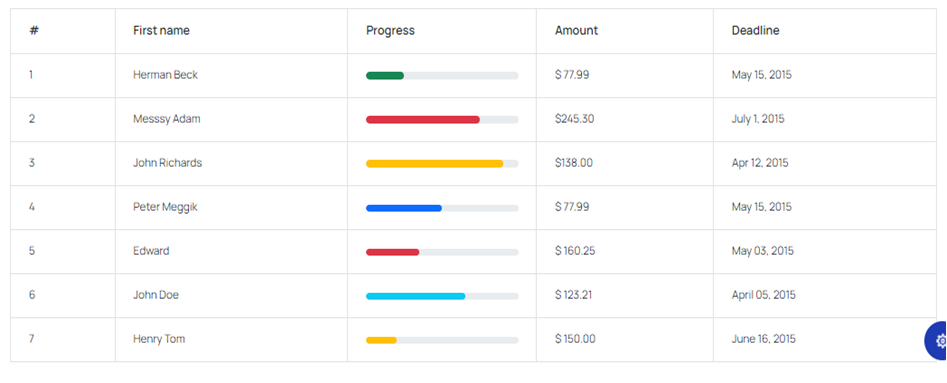 # First name Progress Amount Deadline
1 Herman Beck $ 77.99 May 15, 2015
2 Messsy Adam $245.30 July 1, 2015
3 John Richards $138.00 Apr 12, 2015
4 Peter Meggik $ 77.99 May 15, 2015
5 Edward $ 160.25 May 03, 2015
6 John Doe $ 123.21 April 05, 2015
7 Henry Tom $ 150.00 June 16, 2015